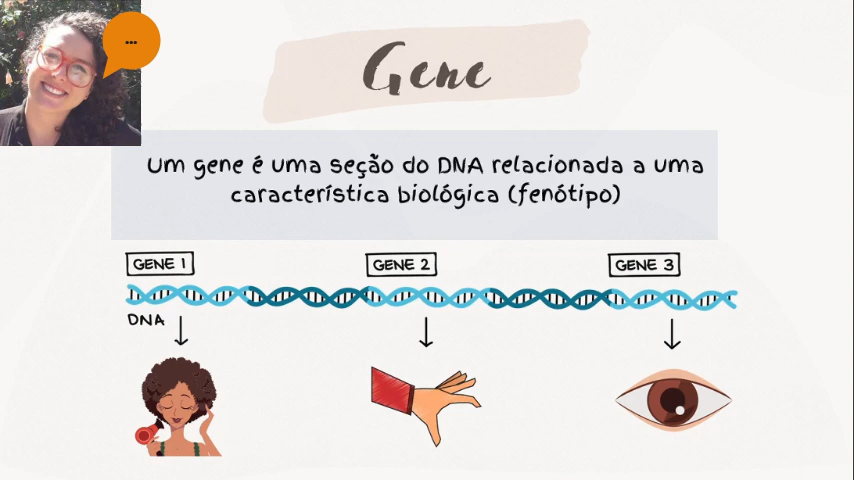 ...
Gene
Um gene é uma seção do DNA relacionada a uma
característica biológica (fenótipo)
GENE 1
GENE 2
GENE 3
DNA